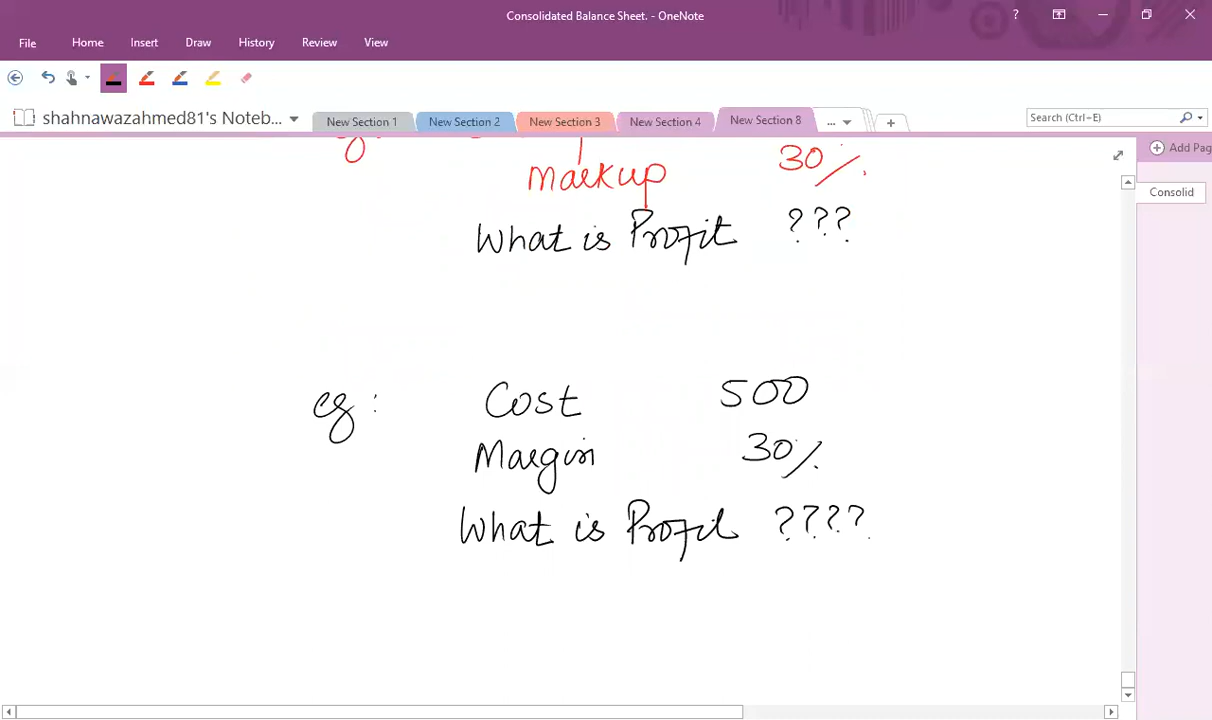 Consolidated Balance Sheet. - OneNote
?
File Home Insert Draw History Review View
shahnawazahmed81's Noteb...
New Section 1 New Section 2 New Section 3 New Section 4 New Section 8 ... +
Search (Ctrl+E)
Add Pag
Consolid
markup 30%.
What is Profit ???
eg: Cost 500
Margin 30%
What is Profit ????